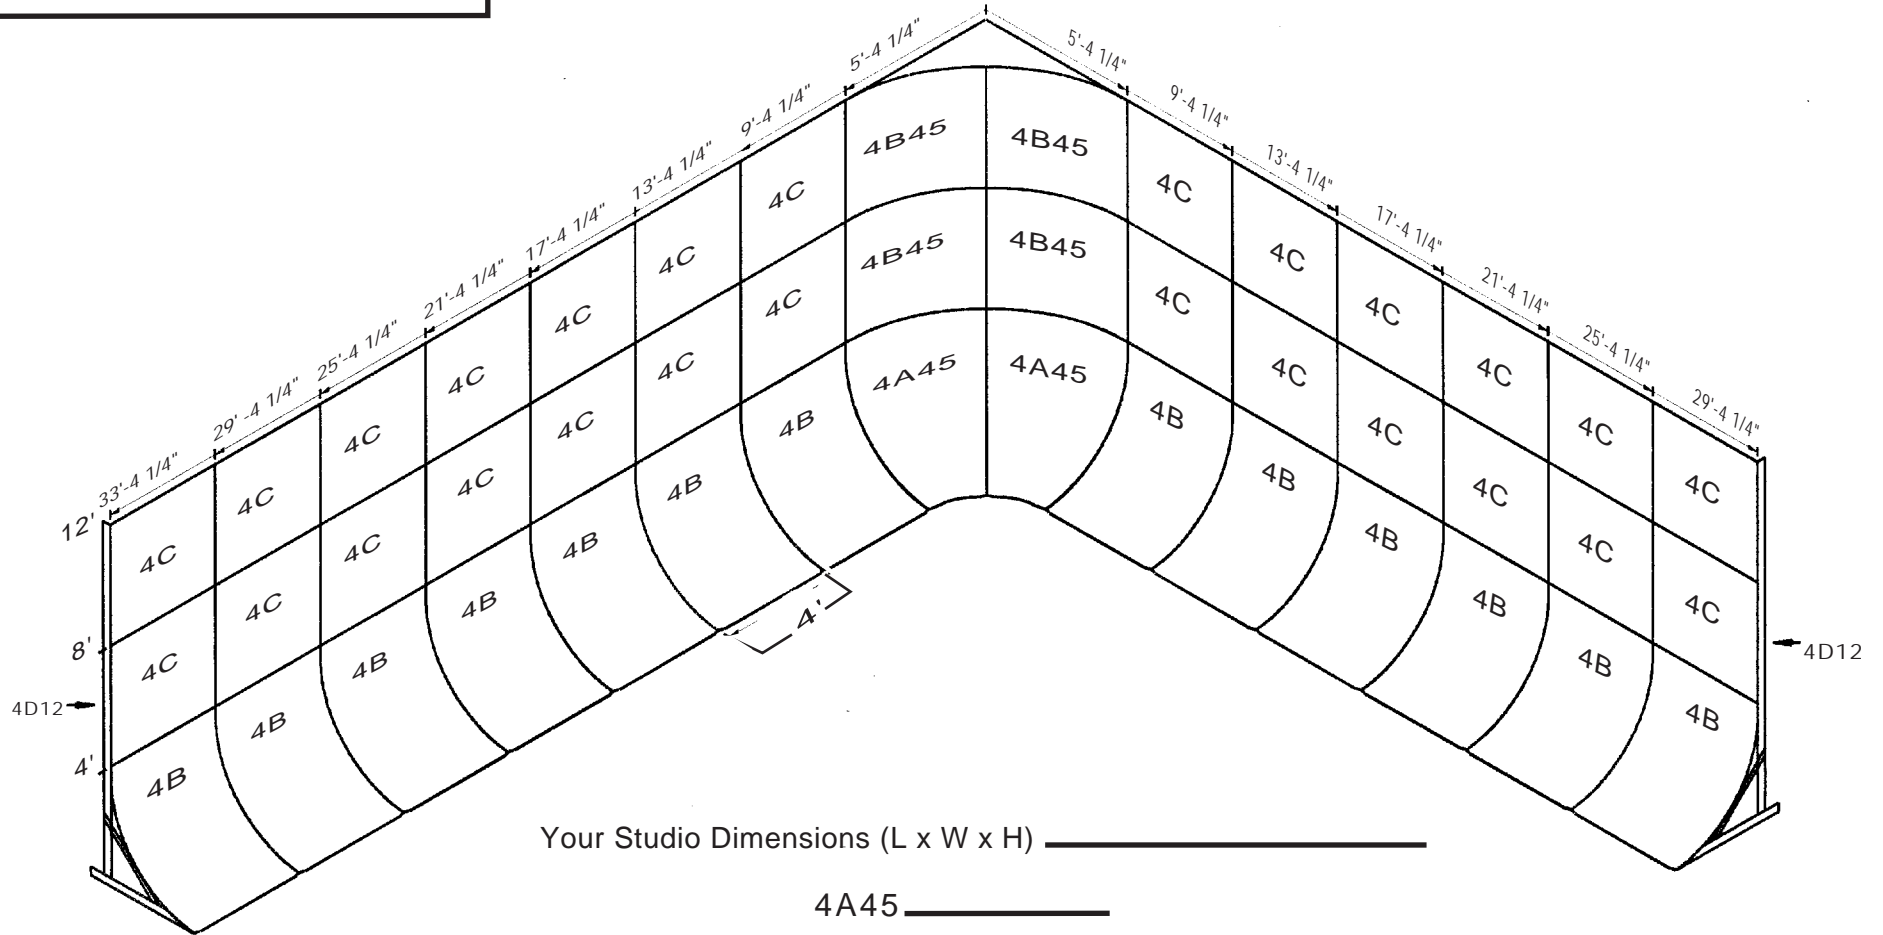 5'-4 1/4"
9'-4 1/4"
13'-4 1/4"
17'-4 1/4"
21'-4 1/4"
25'-4 1/4"
29' -4 1/4"
33'-4 1/4"
5'-4 1/4"
9'-4 1/4"
13'-4 1/4"
17'-4 1/4"
21'-4 1/4"
25'-4 1/4"
29'-4 1/4"
12'
8'
4'
4D12
4D12
4C 4C 4C 4C 4C 4C 4C 4B45 4B45 4C 4C 4C 4C 4C 4C
4C 4C 4C 4C 4C 4C 4C 4B45 4B45 4C 4C 4C 4C 4C 4C
4B 4B 4B 4B 4B 4B 4B 4A45 4A45 4B 4B 4B 4B 4B 4B
4'
Your Studio Dimensions (L x W x H)
4A45